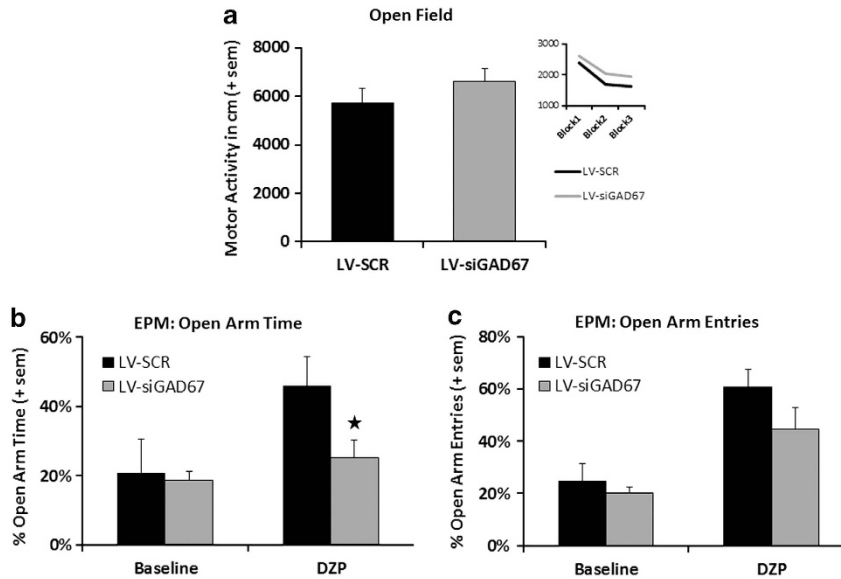 a
Open Field
Motor Activity in cm (+ sem)
8000
6000
4000
2000
0
LV-SCR
LV-siGAD67
3000
2000
1000
Block1
Block2
Block3
LV-SCR
LV-siGAD67
b
EPM: Open Arm Time
% Open Arm Time (+ sem)
60%
40%
20%
0%
LV-SCR
LV-siGAD67
★
Baseline
DZP
c
EPM: Open Arm Entries
% Open Arm Entries (+ sem)
80%
60%
40%
20%
0%
LV-SCR
LV-siGAD67
Baseline
DZP